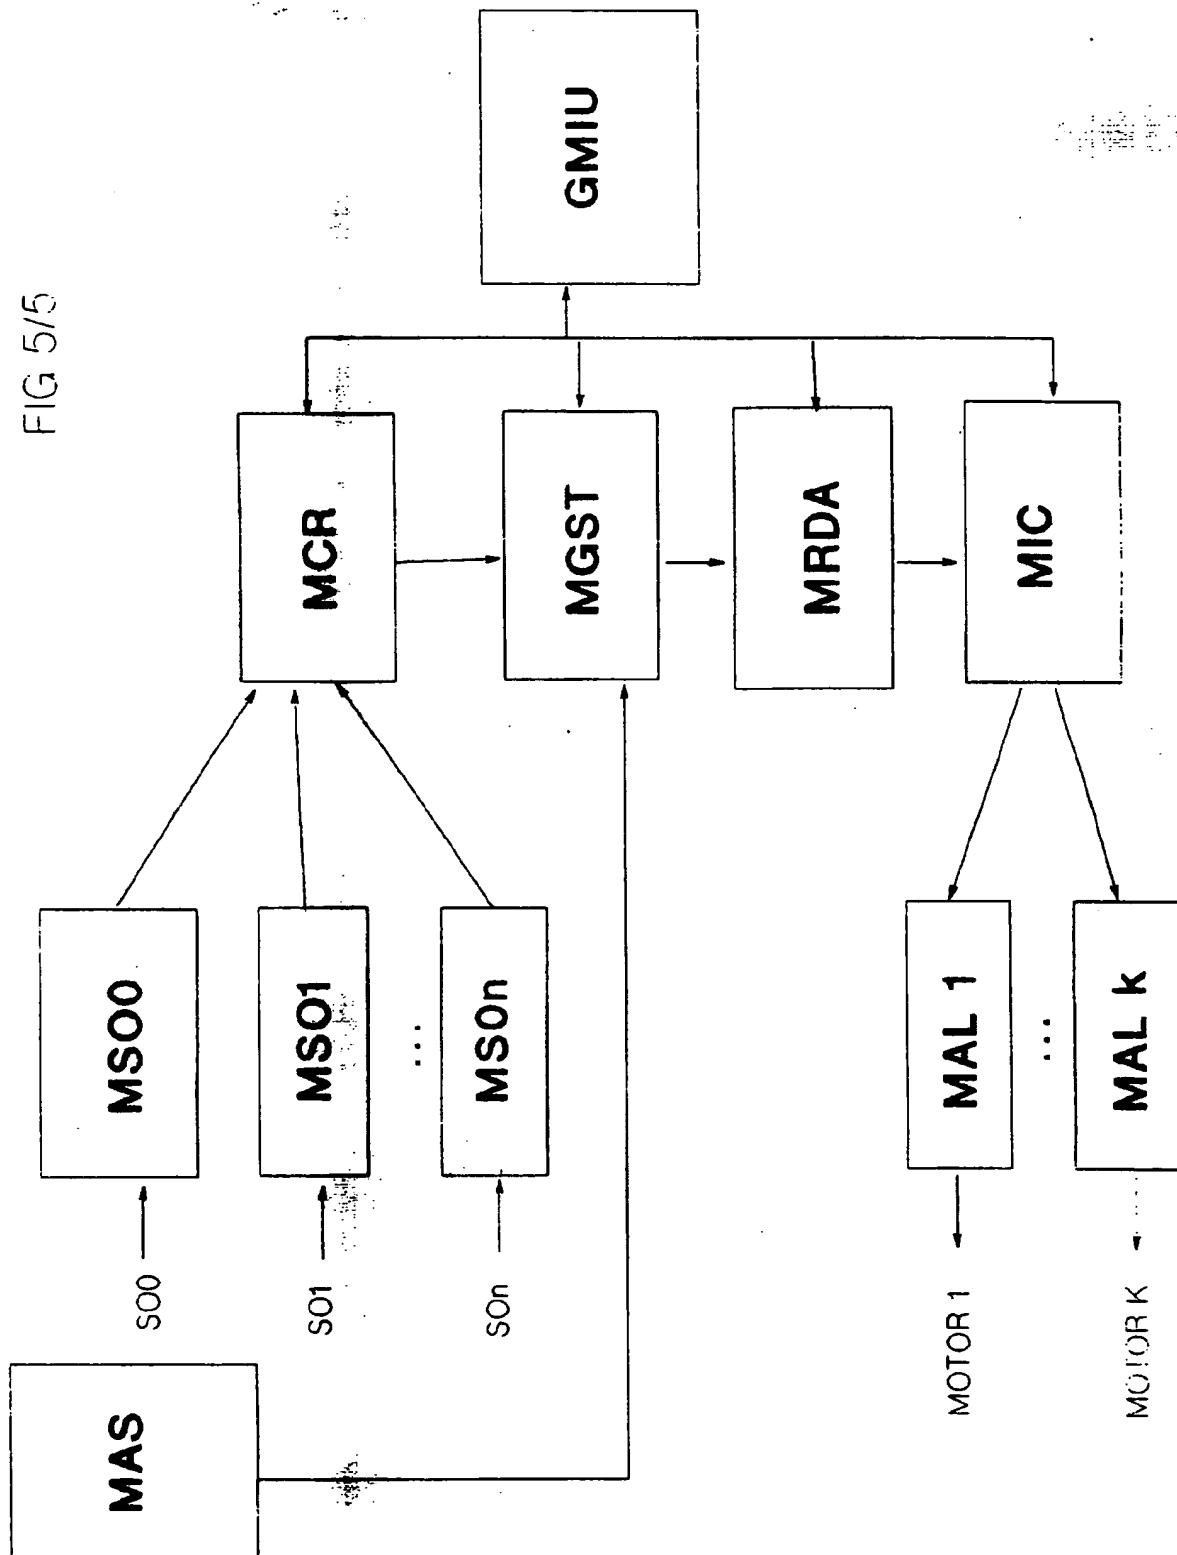 FIG 5/5
GMIU
MCR
MGST
MRDA
MIC
MSO0
MSO1
...
MSOn
MAL 1
...
MAL k
SO0
SO1
SOn
MOTOR 1
MOTOR K
MAS